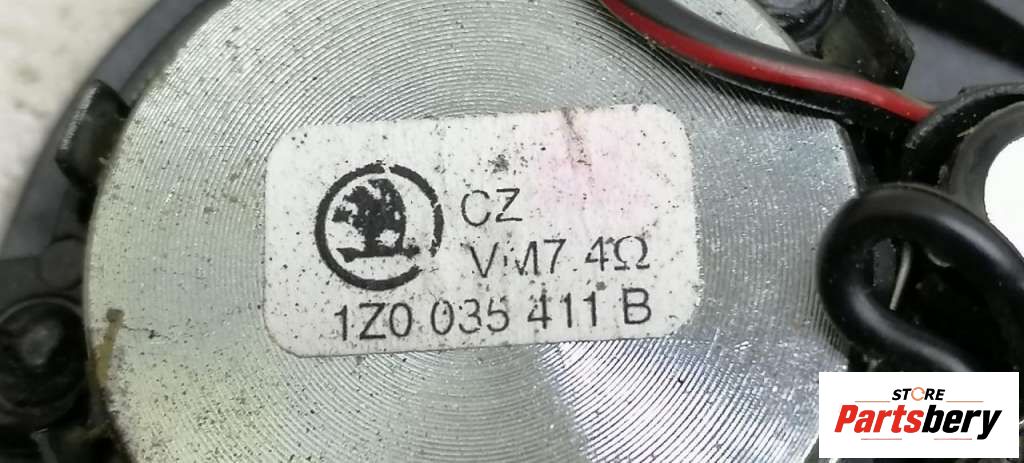 CZ
VM7 4Ω
1Z0 035 411 B
STORE
Partsbery